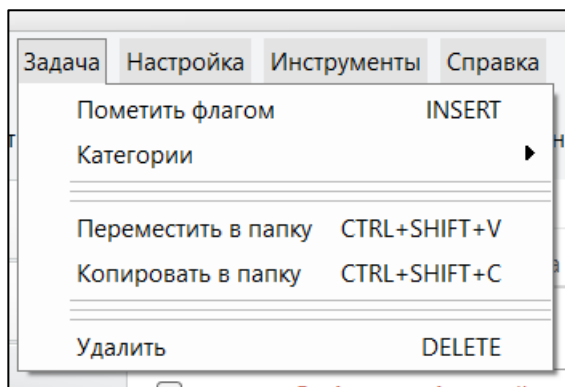 Задача Настройка Инструменты Справка
Пометить флагом INSERT
Категории
Переместить в папку CTRL+SHIFT+V
Копировать в папку CTRL+SHIFT+C
Удалить DELETE